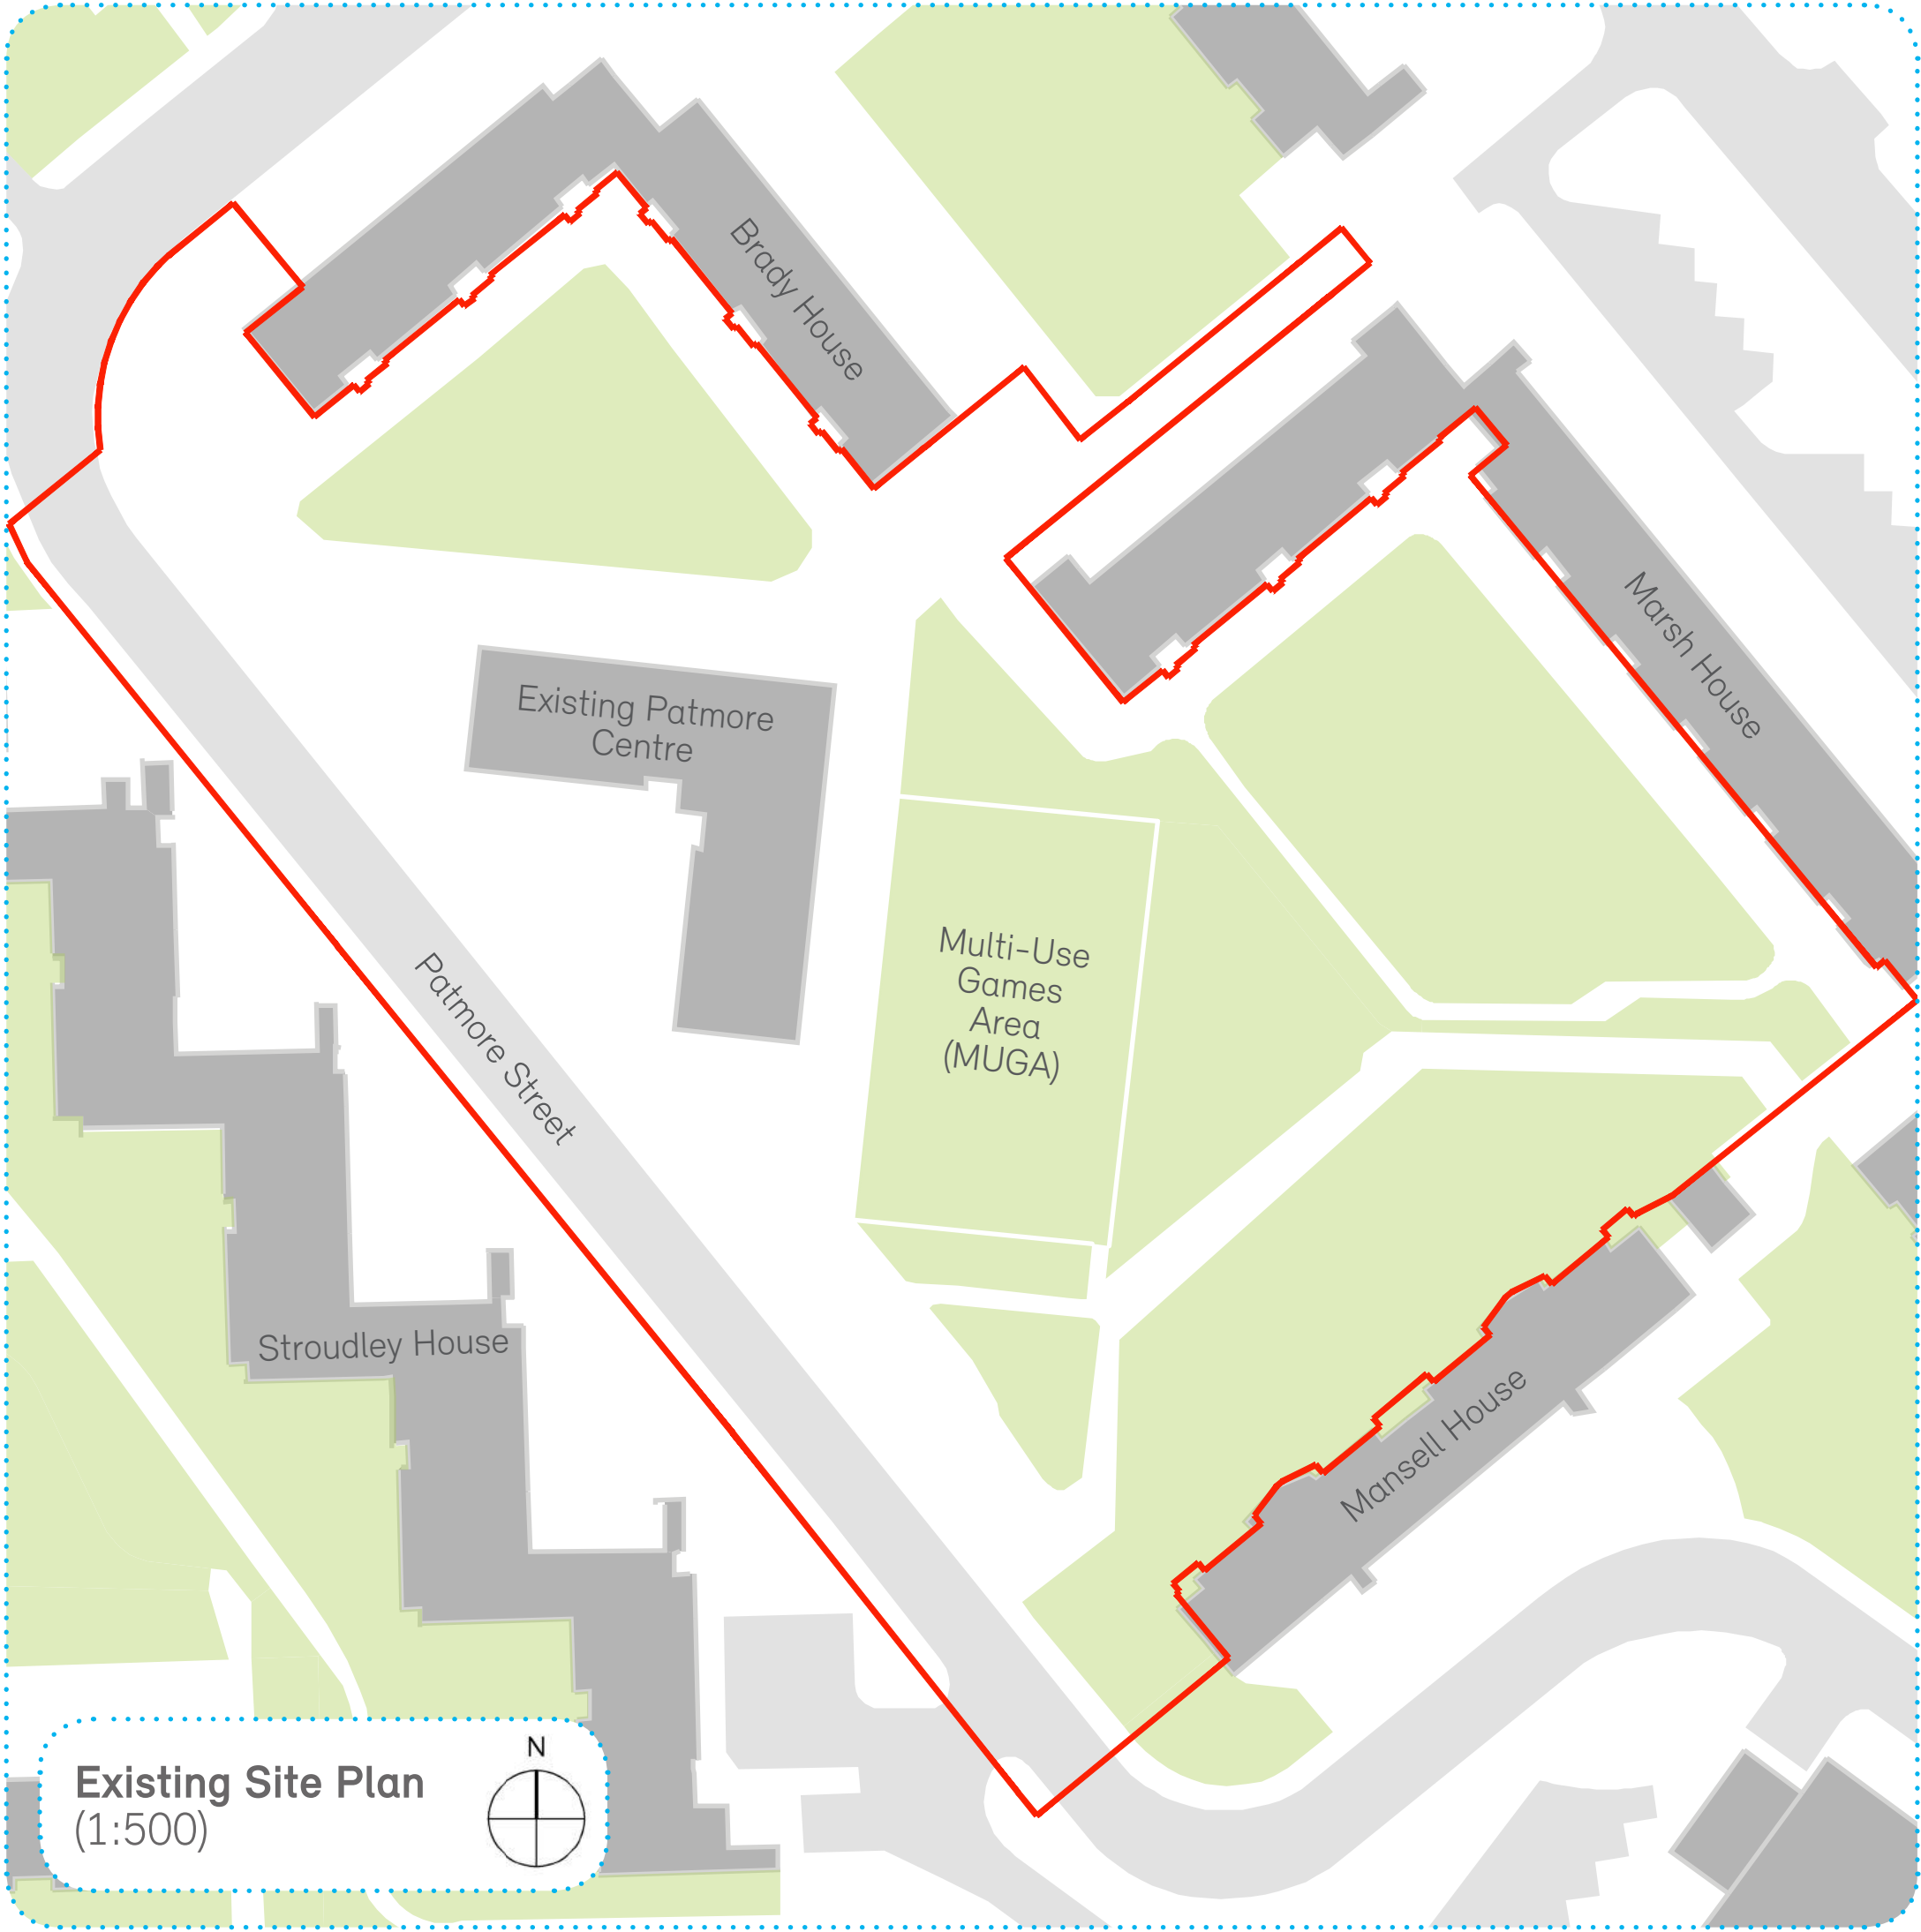 Brady House
Marsh House
Existing Patmore
Centre
Multi-Use
Games
Area
(MUGA)
Patmore Street
Stroudley House
Mansell House
Existing Site Plan
(1:500)
N